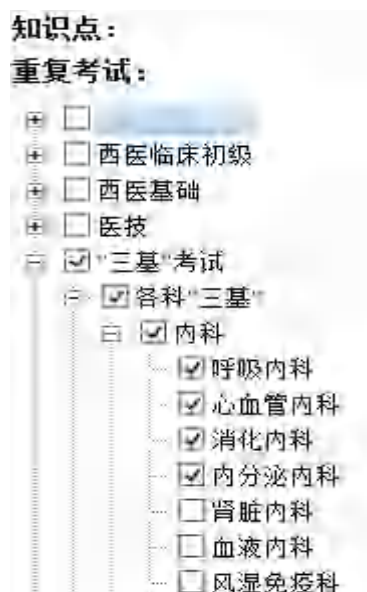 知识点：
重复考试：
西医临床初级
西医基础
医技
"三基"考试
各科"三基"
内科
呼吸内科
心血管内科
消化内科
内分泌内科
肾脏内科
血液内科
风湿免疫科